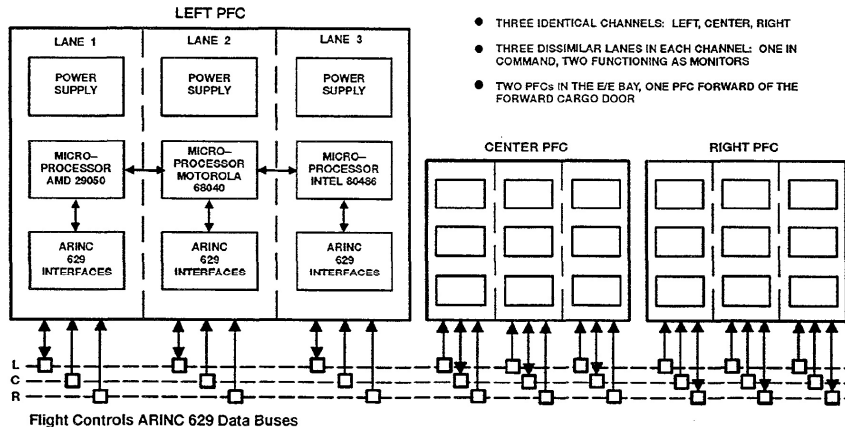 LEFT PFC
LANE 1
LANE 2
LANE 3
POWER
SUPPLY
POWER
SUPPLY
POWER
SUPPLY
MICRO–
PROCESSOR
AMD 29050
MICRO–
PROCESSOR
MOTOROLA
68040
MICRO–
PROCESSOR
INTEL 80486
ARINC
629
INTERFACES
ARINC
629
INTERFACES
ARINC
629
INTERFACES
● THREE IDENTICAL CHANNELS: LEFT, CENTER, RIGHT
● THREE DISSIMILAR LANES IN EACH CHANNEL: ONE IN
COMMAND, TWO FUNCTIONING AS MONITORS
● TWO PFCs IN THE E/E BAY, ONE PFC FORWARD OF THE
FORWARD CARGO DOOR
CENTER PFC
RIGHT PFC
L
C
R
Flight Controls ARINC 629 Data Buses